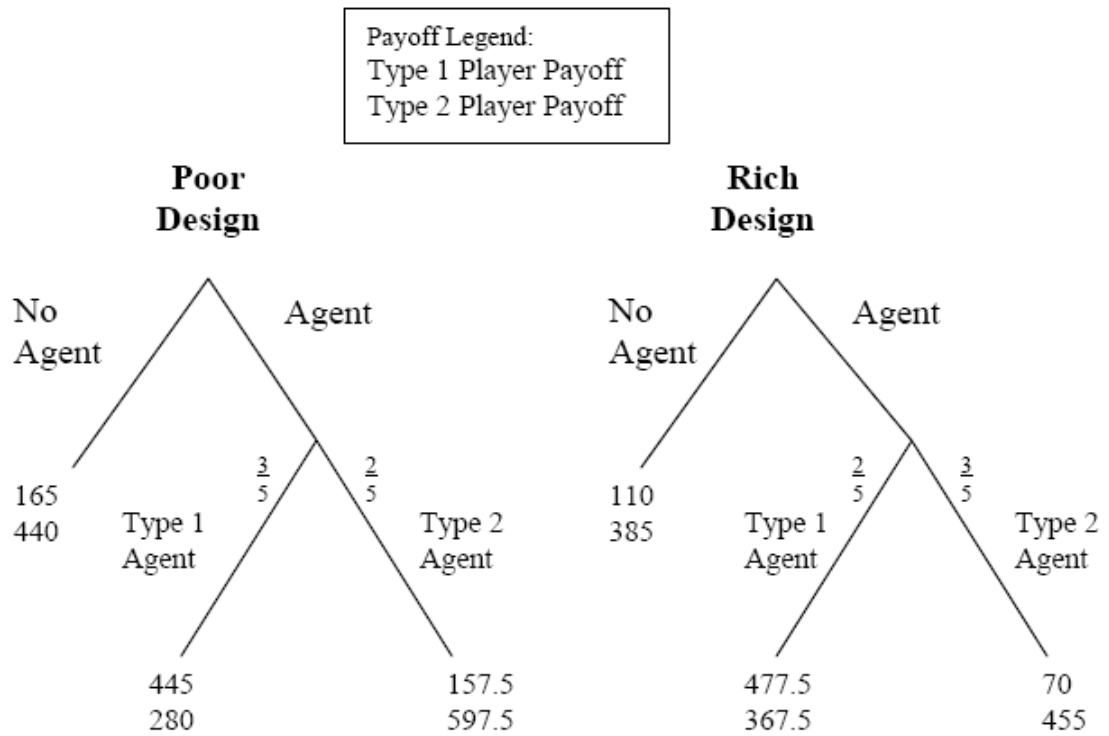 Payoff Legend:
Type 1 Player Payoff
Type 2 Player Payoff
Poor
Design
No
Agent
Agent
3
5
2
5
165
440
Type 1
Agent
Type 2
Agent
445
280
157.5
597.5
Rich
Design
No
Agent
Agent
2
5
3
5
110
385
Type 1
Agent
Type 2
Agent
477.5
367.5
70
455